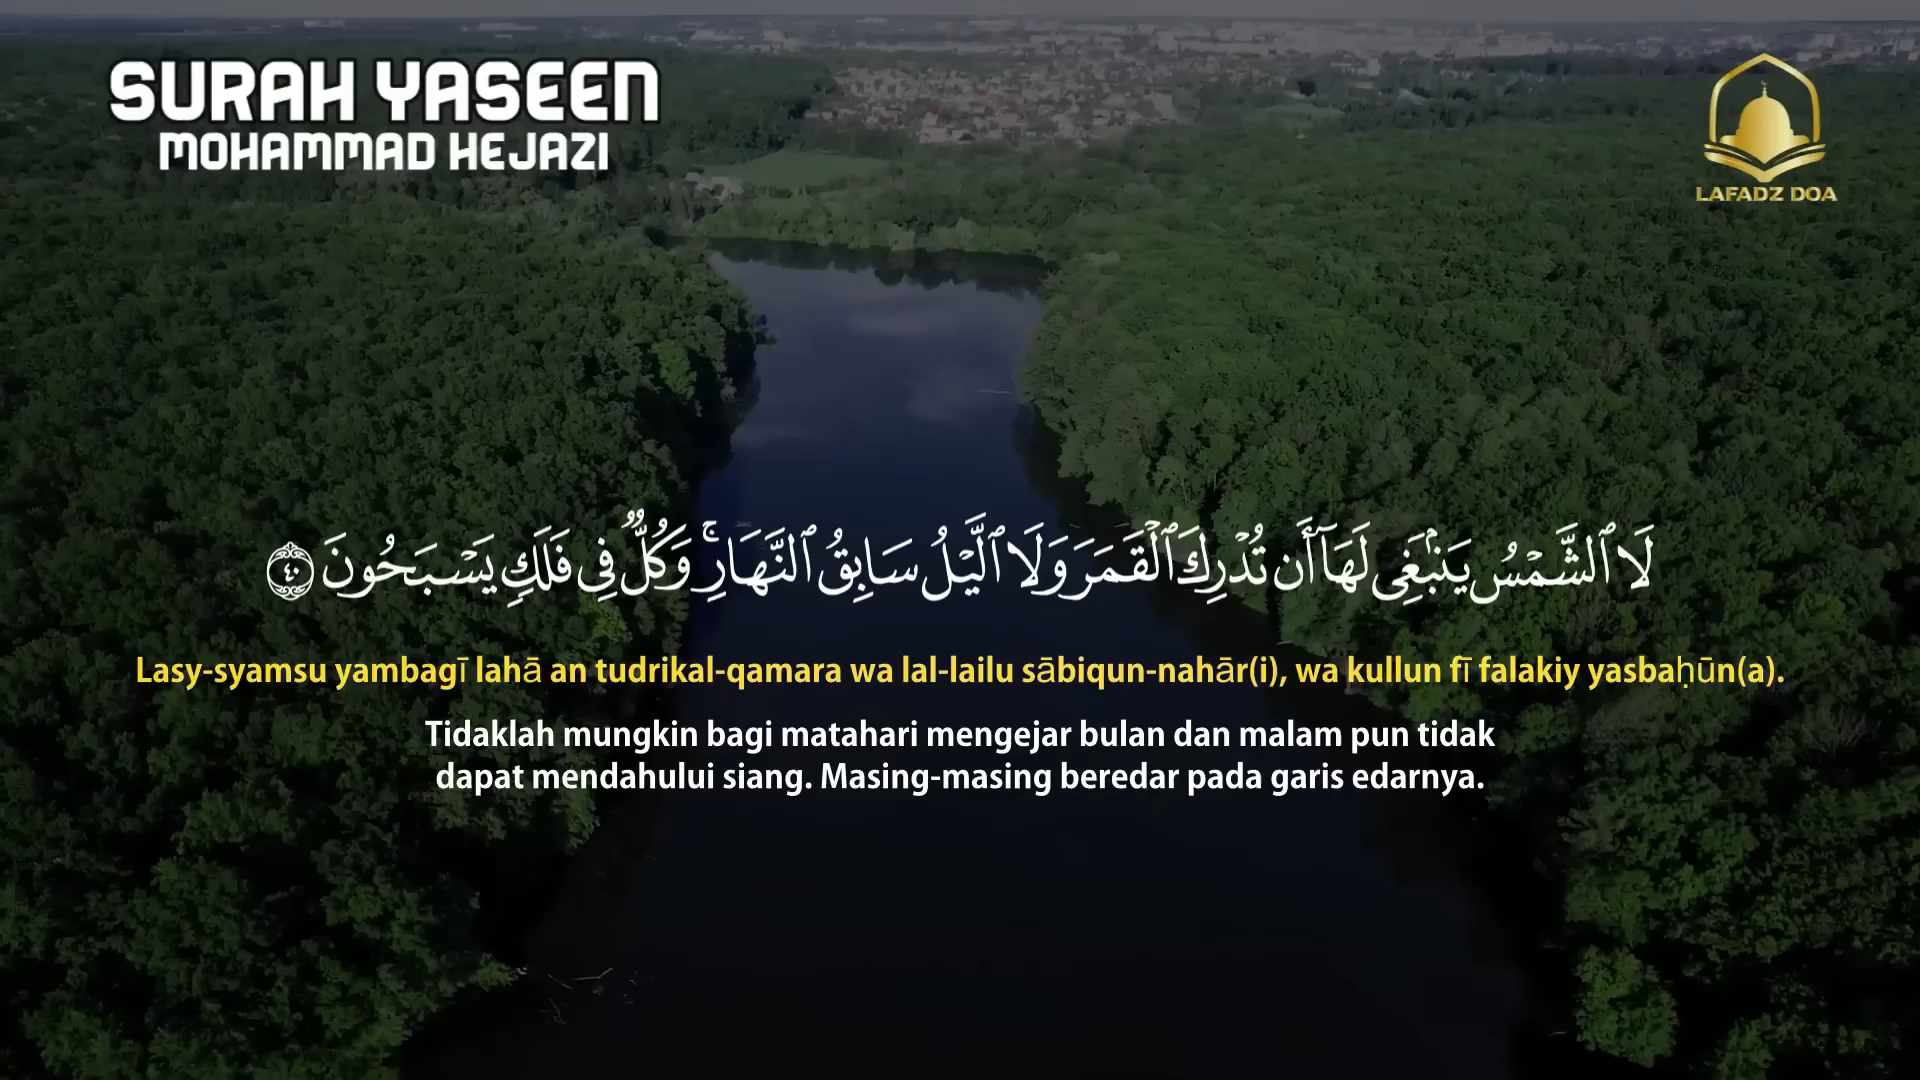 SURAH YASEEN
MOHAMMAD HEJAZI
LAFADZ DOA
لَا ٱلشَّمْسُ يَنۢبَغِى لَهَآ أَن تُدْرِكَ ٱلْقَمَرَ وَلَا ٱلَّيْلُ سَابِقُ ٱلنَّهَارِ ۚ وَكُلٌّ فِى فَلَكٍ يَسْبَحُونَ ٤٠
Lasy-syamsu yambagī lahā an tudrikal-qamara wa lal-lailu sābiqun-nahār(i), wa kullun fī falakiy yasbaḥūn(a).
Tidaklah mungkin bagi matahari mengejar bulan dan malam pun tidak
dapat mendahului siang. Masing-masing beredar pada garis edarnya.